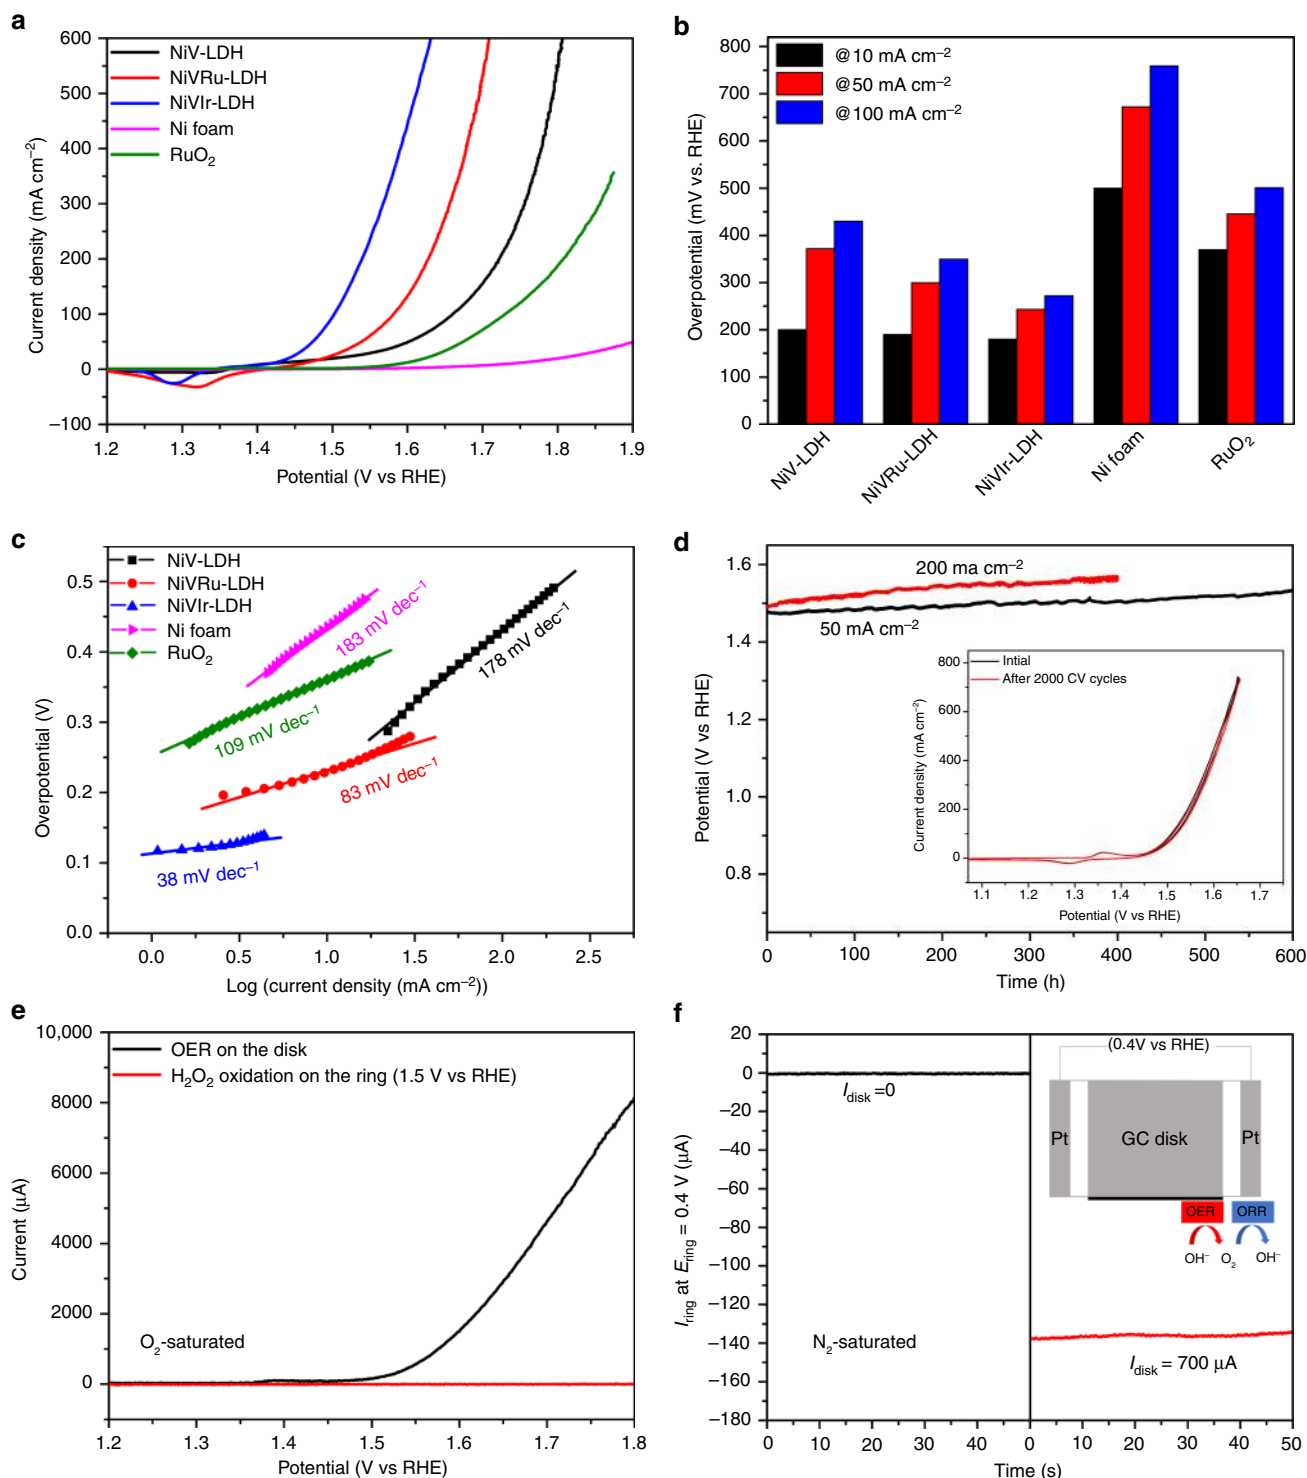 a
600
500
400
300
200
100
0
−100
Current density (mA cm⁻²)
NiV-LDH
NiVRu-LDH
NiVIr-LDH
Ni foam
RuO₂
1.2 1.3 1.4 1.5 1.6 1.7 1.8 1.9
Potential (V vs RHE)
b
800
700
600
500
400
300
200
100
0
Overpotential (mV vs. RHE)
@10 mA cm⁻²
@50 mA cm⁻²
@100 mA cm⁻²
NiV-LDH
NiVRu-LDH
NiVIr-LDH
Ni foam
RuO₂
c
0.5
0.4
0.3
0.2
0.1
0.0
Overpotential (V)
NiV-LDH
NiVRu-LDH
NiVIr-LDH
Ni foam
RuO₂
183 mV dec⁻¹
178 mV dec⁻¹
109 mV dec⁻¹
83 mV dec⁻¹
38 mV dec⁻¹
0.0 0.5 1.0 1.5 2.0 2.5
Log (current density (mA cm⁻²))
d
1.6
1.4
1.2
1.0
0.8
Potential (V vs RHE)
200 ma cm⁻²
50 mA cm⁻²
800
600
400
200
0
Current density (mA cm⁻²)
Intial
After 2000 CV cycles
1.1 1.2 1.3 1.4 1.5 1.6 1.7
Potential (V vs RHE)
0 100 200 300 400 500 600
Time (h)
e
10,000
8000
6000
4000
2000
0
Current (µA)
OER on the disk
H₂O₂ oxidation on the ring (1.5 V vs RHE)
O₂-saturated
1.2 1.3 1.4 1.5 1.6 1.7 1.8
Potential (V vs RHE)
f
20
0
−20
−40
−60
−80
−100
−120
−140
−160
−180
I_ring at E_ring = 0.4 V (µA)
I_disk =0
N₂-saturated
(0.4V vs RHE)
Pt GC disk Pt
OER ORR
OH⁻ O₂ OH⁻
I_disk = 700 µA
0 10 20 30 40 0 10 20 30 40 50
Time (s)